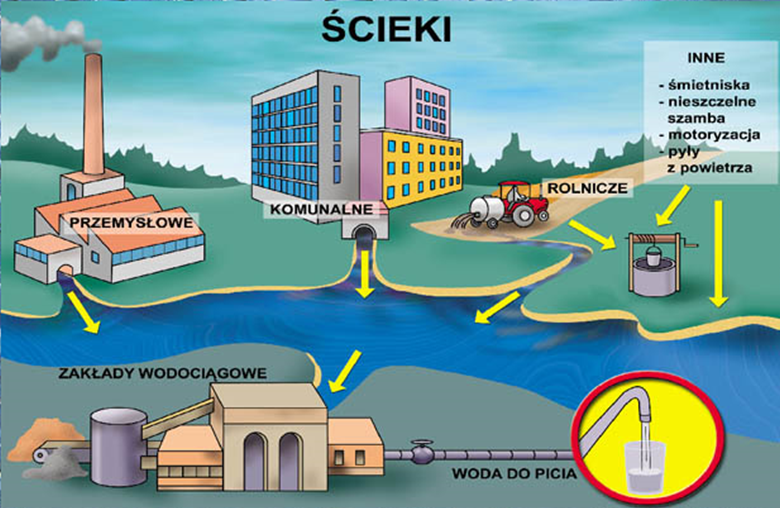 ŚCIEKI
INNE
- śmietniska
- nieszczelne
szamba
- motoryzacja
- pyły
z powietrza
ROLNICZE
KOMUNALNE
PRZEMYSŁOWE
ZAKŁADY WODOCIĄGOWE
WODA DO PICIA